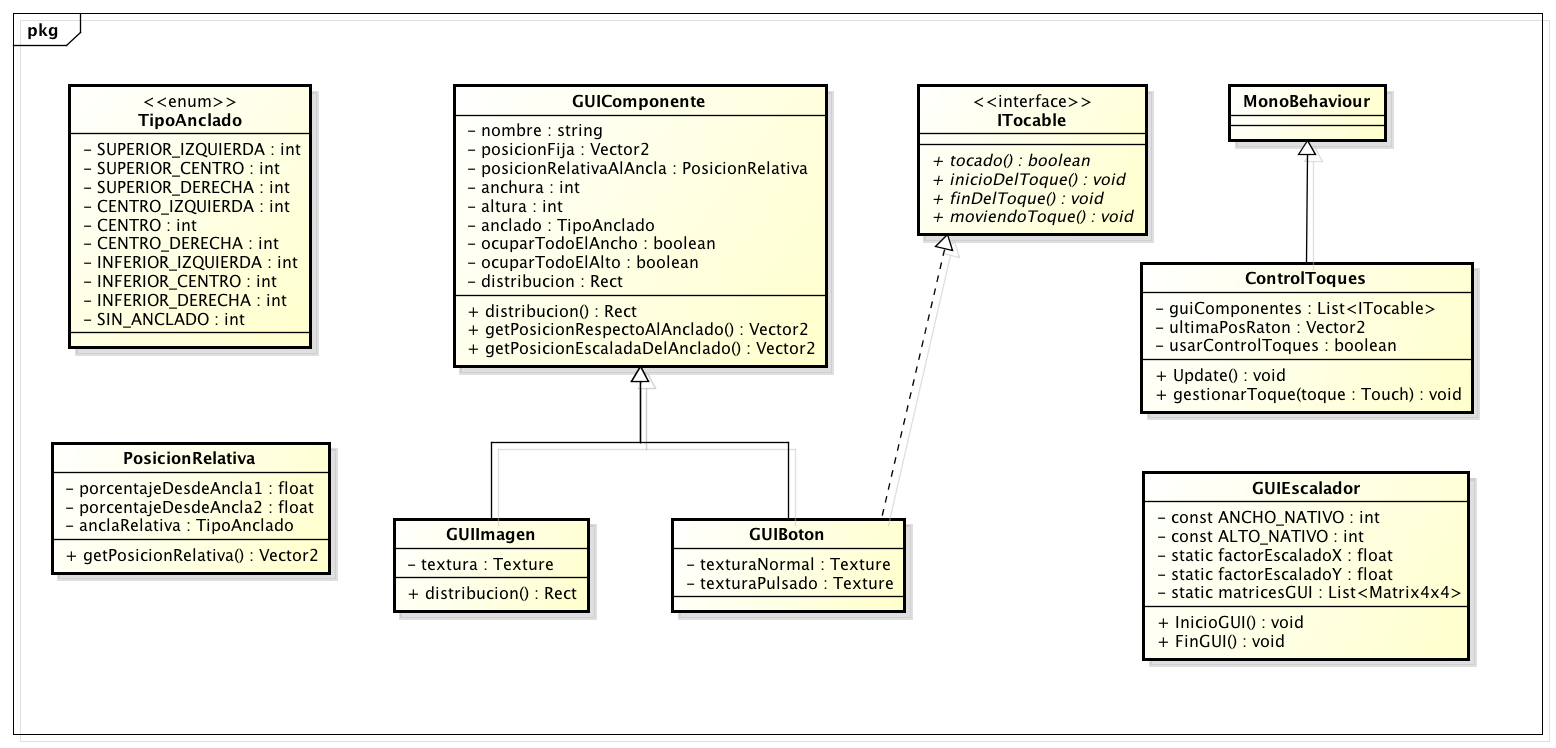 pkg
<<enum>>
TipoAnclado
- SUPERIOR_IZQUIERDA : int
- SUPERIOR_CENTRO : int
- SUPERIOR_DERECHA : int
- CENTRO_IZQUIERDA : int
- CENTRO : int
- CENTRO_DERECHA : int
- INFERIOR_IZQUIERDA : int
- INFERIOR_CENTRO : int
- INFERIOR_DERECHA : int
- SIN_ANCLADO : int
GUIComponente
- nombre : string
- posicionFija : Vector2
- posicionRelativaAlAncla : PosicionRelativa
- anchura : int
- altura : int
- anclado : TipoAnclado
- ocuparTodoElAncho : boolean
- ocuparTodoElAlto : boolean
- distribucion : Rect
+ distribucion() : Rect
+ getPosicionRespectoAlAnclado() : Vector2
+ getPosicionEscaladaDelAnclado() : Vector2
<<interface>>
ITocable
+ tocado() : boolean
+ inicioDelToque() : void
+ finDelToque() : void
+ moviendoToque() : void
MonoBehaviour
ControlToques
- guiComponentes : List<ITocable>
- ultimaPosRaton : Vector2
- usarControlToques : boolean
+ Update() : void
+ gestionarToque(toque : Touch) : void
PosicionRelativa
- porcentajeDesdeAncla1 : float
- porcentajeDesdeAncla2 : float
- anclaRelativa : TipoAnclado
+ getPosicionRelativa() : Vector2
GUIImagen
- textura : Texture
+ distribucion() : Rect
GUIBoton
- texturaNormal : Texture
- texturaPulsado : Texture
GUIEscalador
- const ANCHO_NATIVO : int
- const ALTO_NATIVO : int
- static factorEscaladoX : float
- static factorEscaladoY : float
- static matricesGUI : List<Matrix4x4>
+ InicioGUI() : void
+ FinGUI() : void